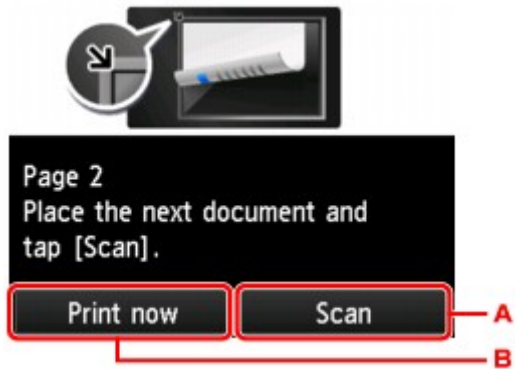 Page 2
Place the next document and
tap [Scan].
Print now
Scan
A
B